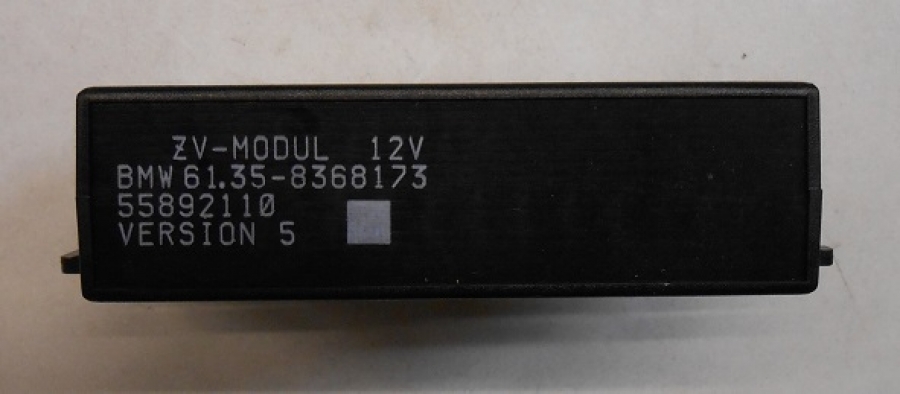 ZV-MODUL 12V
BMW 61.35-8368173
55892110
VERSION 5